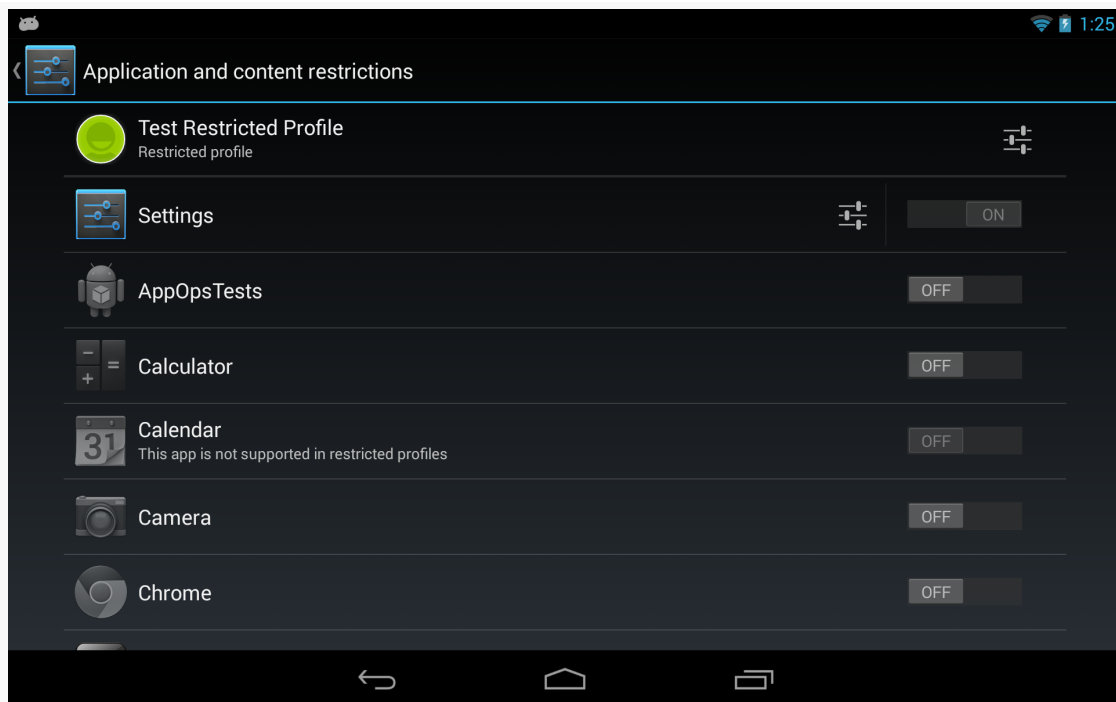 1:25
Application and content restrictions
Test Restricted Profile
Restricted profile
Settings
ON
AppOpsTests
OFF
Calculator
OFF
31
Calendar
This app is not supported in restricted profiles
OFF
Camera
OFF
Chrome
OFF